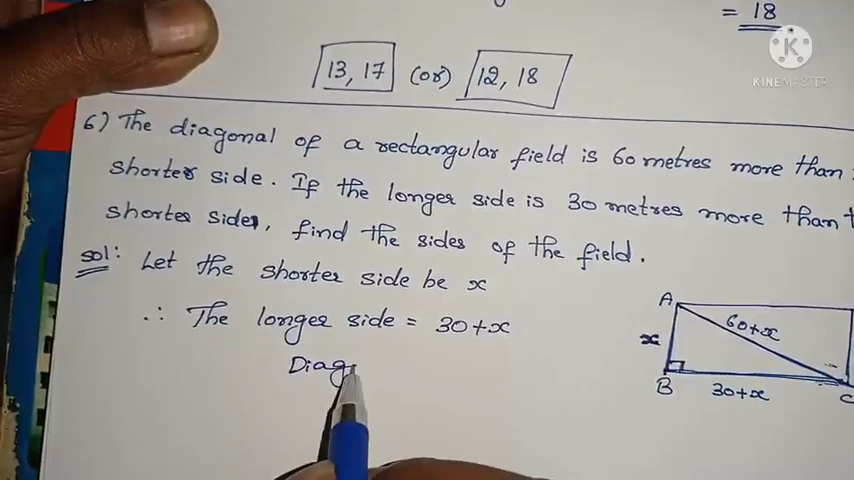 = 18
13, 17 (or) 12, 18
KINEMASTER
6) The diagonal of a rectangular field is 60 metres more than
shorter side. If the longer side is 30 metres more than
shorter side, find the sides of the field.
Sol: Let the shorter side be x
∴ The longer side = 30+x
Diag
A
60+x
x
B 30+x C